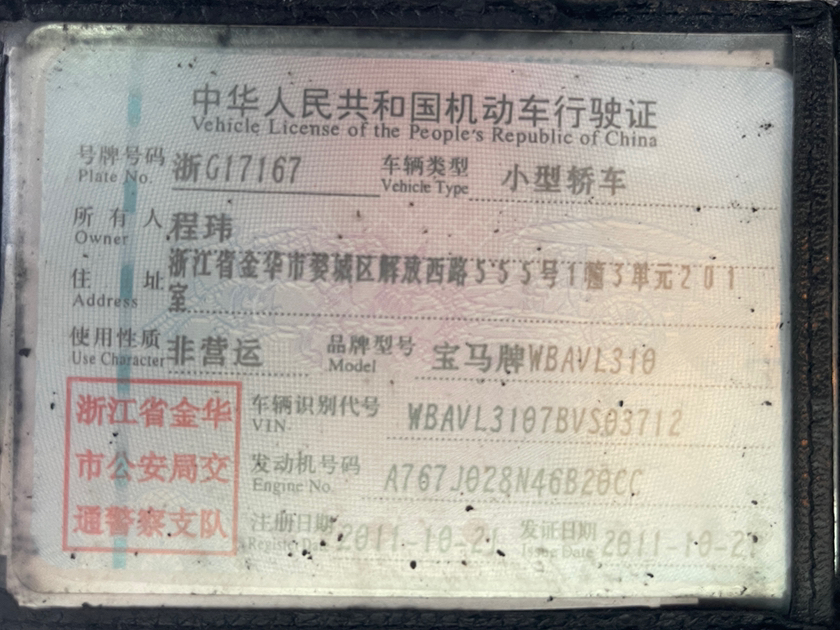 中华人民共和国机动车行驶证
Vehicle License of the People's Republic of China
号牌号码 浙G17167 车辆类型 小型轿车
Plate No. Vehicle Type
所有人 程玮
Owner
住址 浙江省金华市婺城区解放西路555号1幢3单元201
Address 室
使用性质 非营运 品牌型号 宝马牌WBAVL310
Use Character Model
浙江省金华
市公安局交
通警察支队
车辆识别代号 WBAVL3107BVS03712
VIN
发动机号码 A767J028N46B20CC
Engine No.
注册日期 2011-10-21 发证日期
Register Date Issue Date